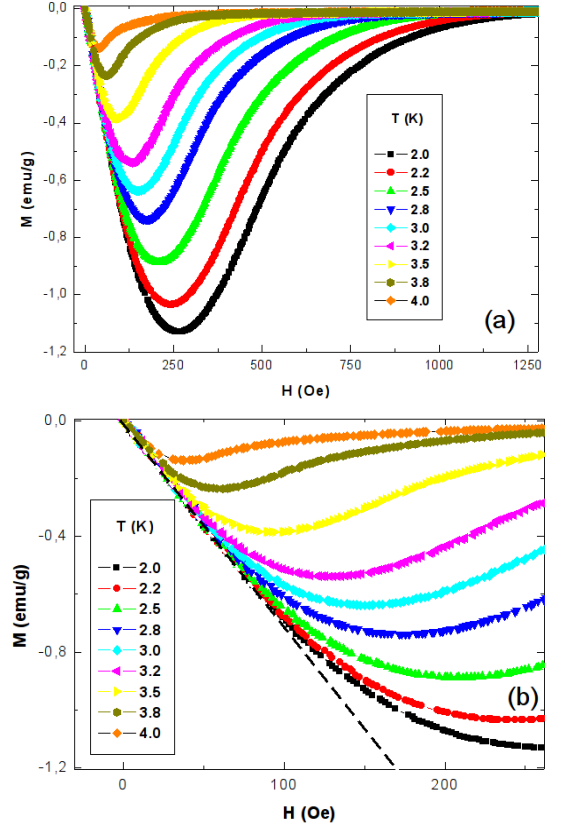 0,0
-0,2
-0,4
-0,6
-0,8
-1,0
-1,2
M (emu/g)
0 250 500 750 1000 1250
H (Oe)
T (K)
2.0
2.2
2.5
2.8
3.0
3.2
3.5
3.8
4.0
(a)
0,0
-0,4
-0,8
-1,2
M (emu/g)
0 100 200
H (Oe)
T (K)
2.0
2.2
2.5
2.8
3.0
3.2
3.5
3.8
4.0
(b)